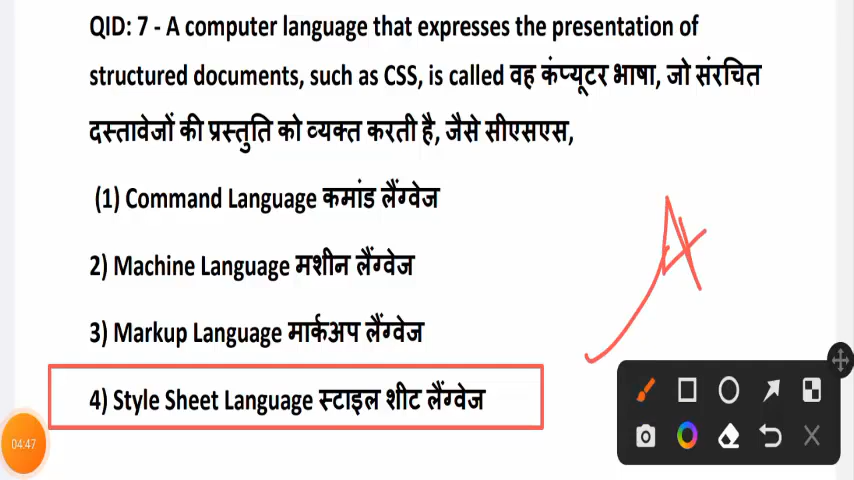 QID: 7 - A computer language that expresses the presentation of
structured documents, such as CSS, is called वह कंप्यूटर भाषा, जो संरचित
दस्तावेजों की प्रस्तुति को व्यक्त करती है, जैसे सीएसएस,
(1) Command Language कमांड लैंग्वेज
2) Machine Language मशीन लैंग्वेज
3) Markup Language मार्कअप लैंग्वेज
4) Style Sheet Language स्टाइल शीट लैंग्वेज
04:47